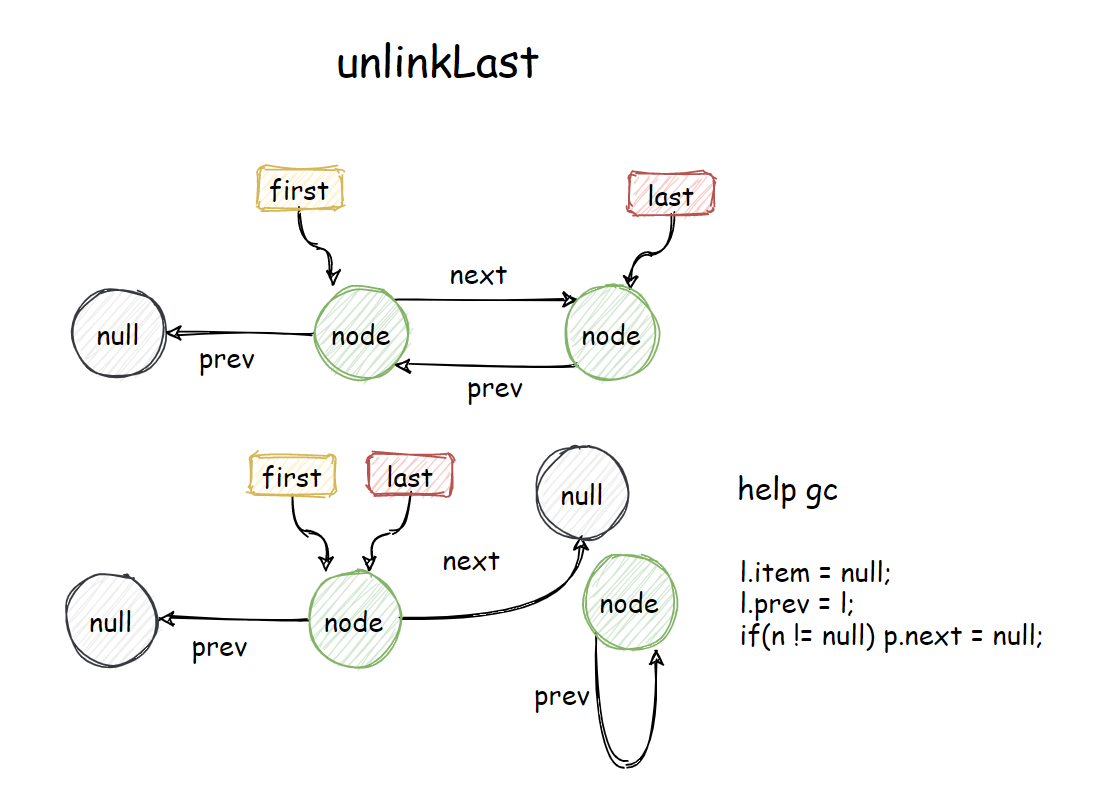 unlinkLast
first
last
next
null
node
node
prev
prev
first
last
null
help gc
next
l.item = null;
null
node
node
l.prev = l;
if(n != null) p.next = null;
prev
prev